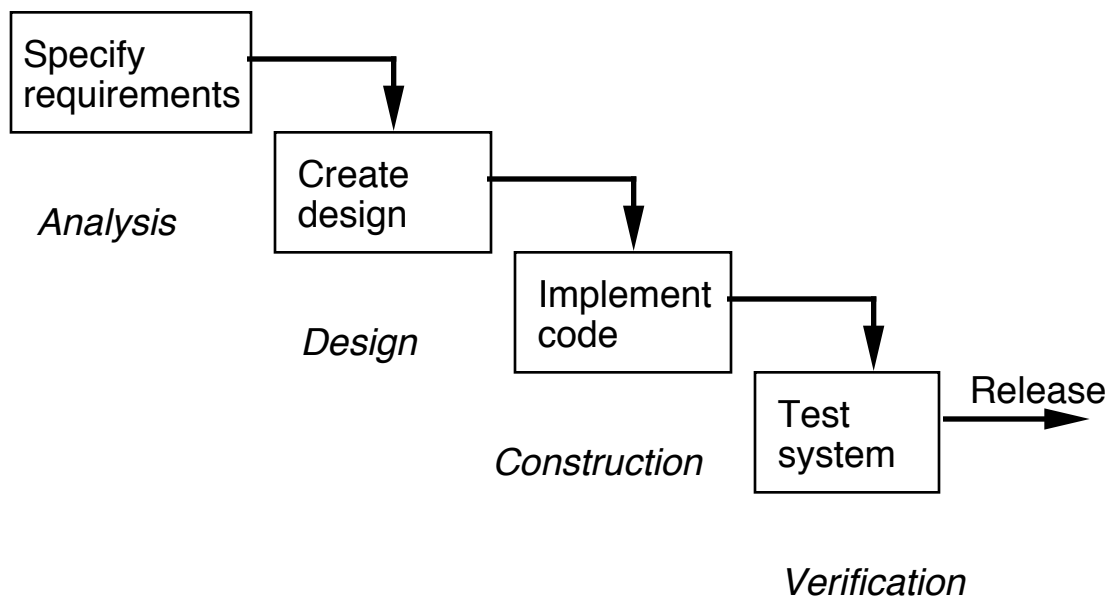 Specify
requirements
Create
design
Analysis
Implement
code
Design
Release
Test
system
Construction
Verification